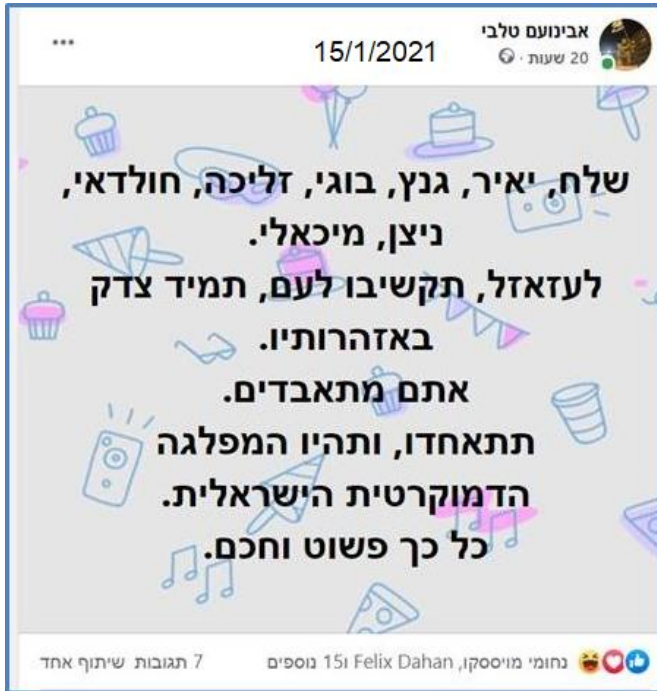 אבינועם טלבי
15/1/2021
20 שעות ·
שלח, יאיר, גנץ, בוגי, זליכה, חולדאי,
ניצן, מיכאלי.
לעזאזל, תקשיבו לעם, תמיד צדק
באזהרותיו.
אתם מתאבדים.
תתאחדו, ותהיו המפלגה
הדמוקרטית הישראלית.
כל כך פשוט וחכם.
נחומי מויססקו, Felix Dahan ו15 נוספים
7 תגובות שיתוף אחד